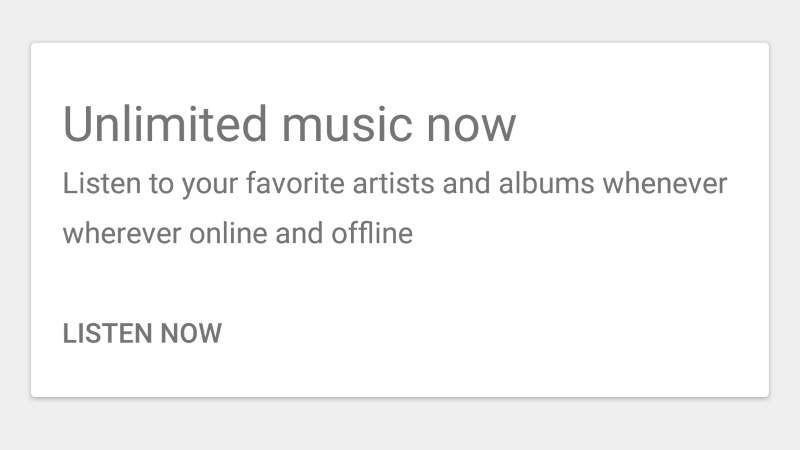 Unlimited music now
Listen to your favorite artists and albums whenever
wherever online and offline
LISTEN NOW